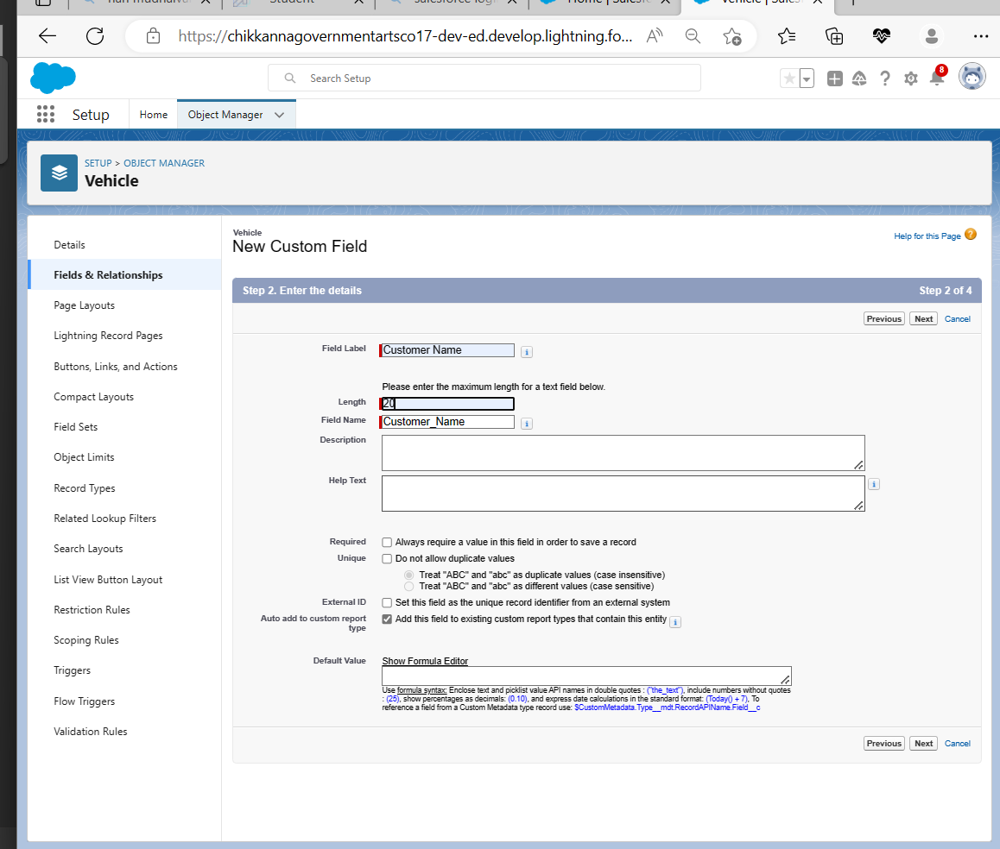 Student
Home | Salesf
Vehicle | Sales
https://chikkannagovernmentartsco17-dev-ed.develop.lightning.fo...
Search Setup
8
Setup
Home
Object Manager
SETUP > OBJECT MANAGER
Vehicle
Details
Fields & Relationships
Page Layouts
Lightning Record Pages
Buttons, Links, and Actions
Compact Layouts
Field Sets
Object Limits
Record Types
Related Lookup Filters
Search Layouts
List View Button Layout
Restriction Rules
Scoping Rules
Triggers
Flow Triggers
Validation Rules
Vehicle
New Custom Field
Help for this Page
Step 2. Enter the details
Step 2 of 4
Previous Next Cancel
Field Label Customer Name
Please enter the maximum length for a text field below.
Length 20
Field Name Customer_Name
Description
Help Text
Required Always require a value in this field in order to save a record
Unique Do not allow duplicate values
Treat "ABC" and "abc" as duplicate values (case insensitive)
Treat "ABC" and "abc" as different values (case sensitive)
External ID Set this field as the unique record identifier from an external system
Auto add to custom report Add this field to existing custom report types that contain this entity
type
Default Value Show Formula Editor
Use formula syntax: Enclose text and picklist value API names in double quotes : ("the_text"), include numbers without quotes
: (25), show percentages as decimals: (0.10), and express date calculations in the standard format: (Today() + 7). To
reference a field from a Custom Metadata type record use: $CustomMetadata.Type__mdt.RecordAPIName.Field__c
Previous Next Cancel